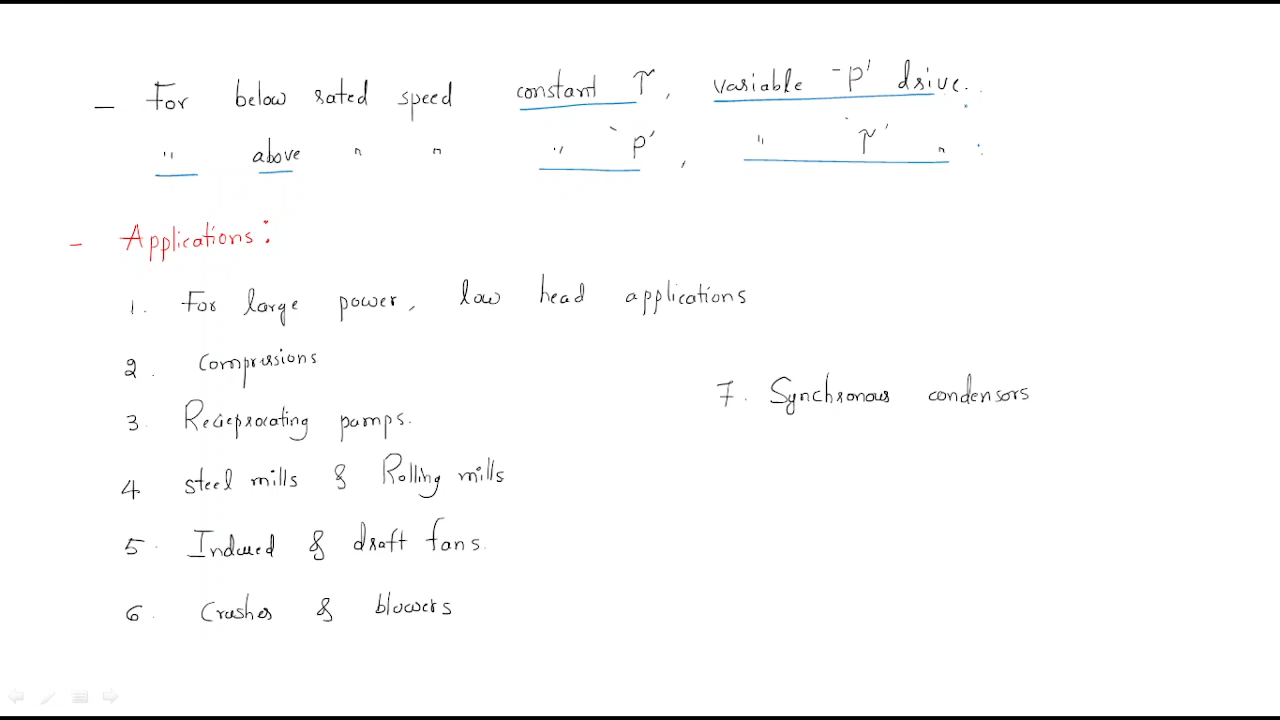 - For below rated speed constant τ, variable 'P' drive.
" above " " " 'P', " 'τ' "
- Applications:
1. For large power, low head applications
2. Compressions
3. Reciprocating pumps.
4 steel mills & Rolling mills
5. Induced & draft fans.
6. Crusher & blowers
7. Synchronous condensors